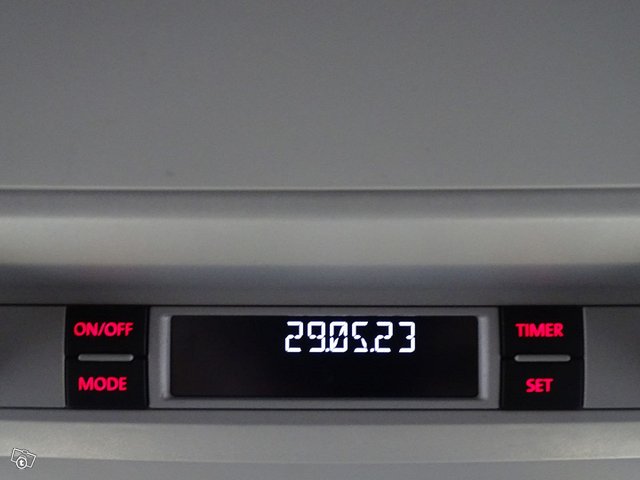 29.05.23
ON/OFF
TIMER
MODE
SET